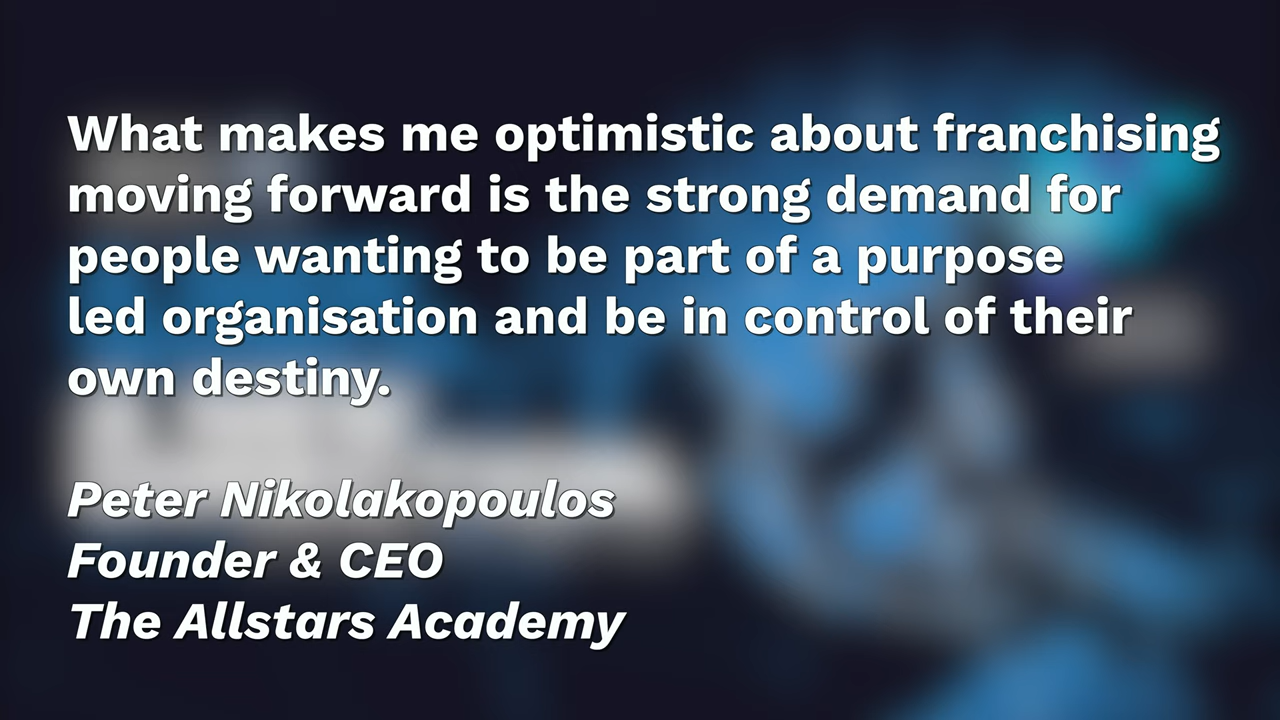 What makes me optimistic about franchising
moving forward is the strong demand for
people wanting to be part of a purpose
led organisation and be in control of their
own destiny.
Peter Nikolakopoulos
Founder & CEO
The Allstars Academy